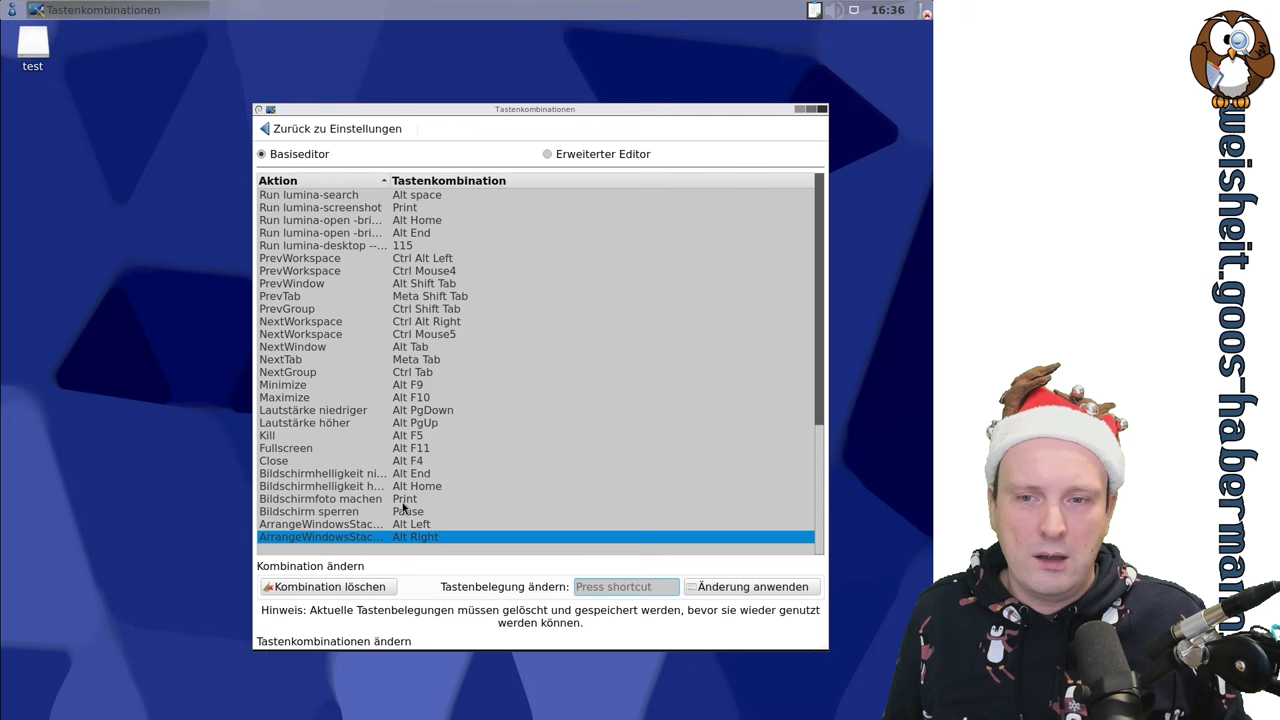 Tastenkombinationen
16:36
test
Tastenkombinationen
Zurück zu Einstellungen
Basiseditor
Erweiterter Editor
Aktion Tastenkombination
Run lumina-search Alt space
Run lumina-screenshot Print
Run lumina-open -bri... Alt Home
Run lumina-open -bri... Alt End
Run lumina-desktop --... 115
PrevWorkspace Ctrl Alt Left
PrevWorkspace Ctrl Mouse4
PrevWindow Alt Shift Tab
PrevTab Meta Shift Tab
PrevGroup Ctrl Shift Tab
NextWorkspace Ctrl Alt Right
NextWorkspace Ctrl Mouse5
NextWindow Alt Tab
NextTab Meta Tab
NextGroup Ctrl Tab
Minimize Alt F9
Maximize Alt F10
Lautstärke niedriger Alt PgDown
Lautstärke höher Alt PgUp
Kill Alt F5
Fullscreen Alt F11
Close Alt F4
Bildschirmhelligkeit ni... Alt End
Bildschirmhelligkeit h... Alt Home
Bildschirmfoto machen Print
Bildschirm sperren Pause
ArrangeWindowsStac... Alt Left
ArrangeWindowsStac... Alt Right
Kombination ändern
Kombination löschen
Tastenbelegung ändern: Press shortcut
Änderung anwenden
Hinweis: Aktuelle Tastenbelegungen müssen gelöscht und gespeichert werden, bevor sie wieder genutzt
werden können.
Tastenkombinationen ändern
weisheit.goos-habermann